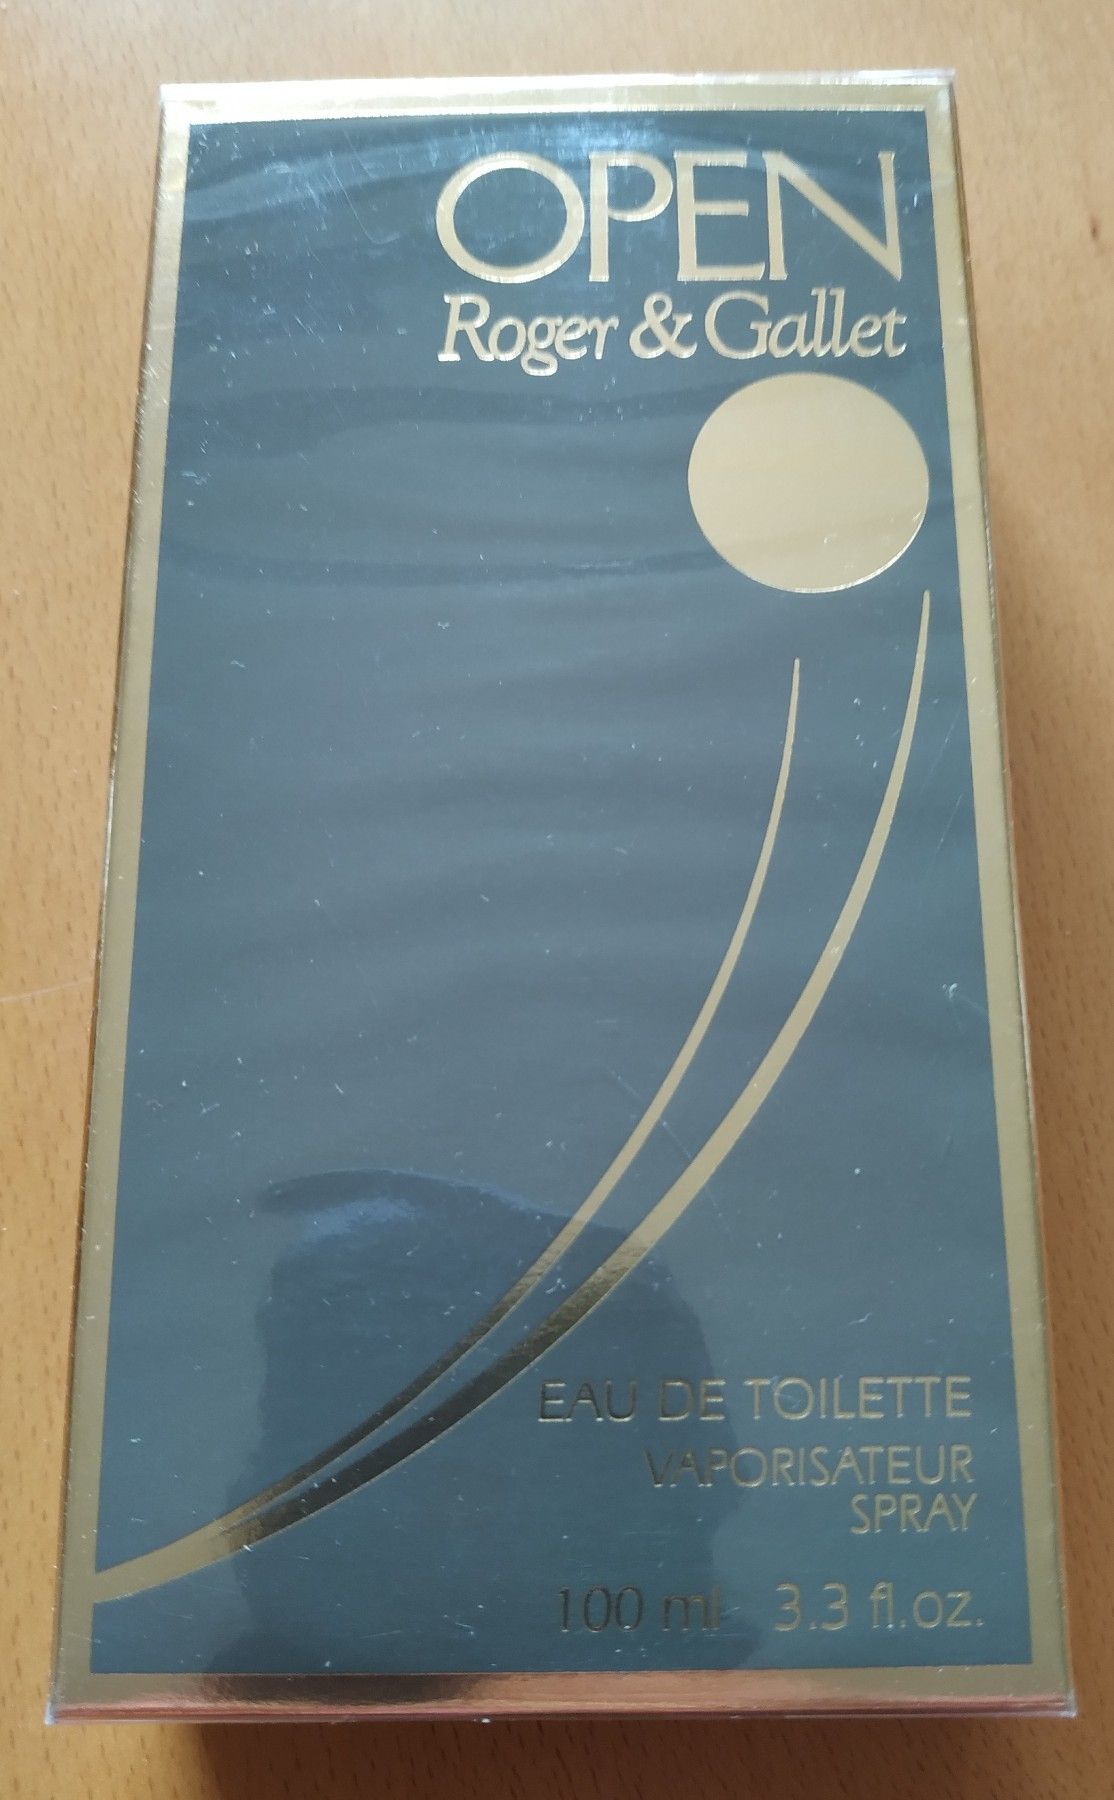 OPEN
Roger & Gallet
EAU DE TOILETTE
VAPORISATEUR
SPRAY
100 ml 3.3 fl.oz.